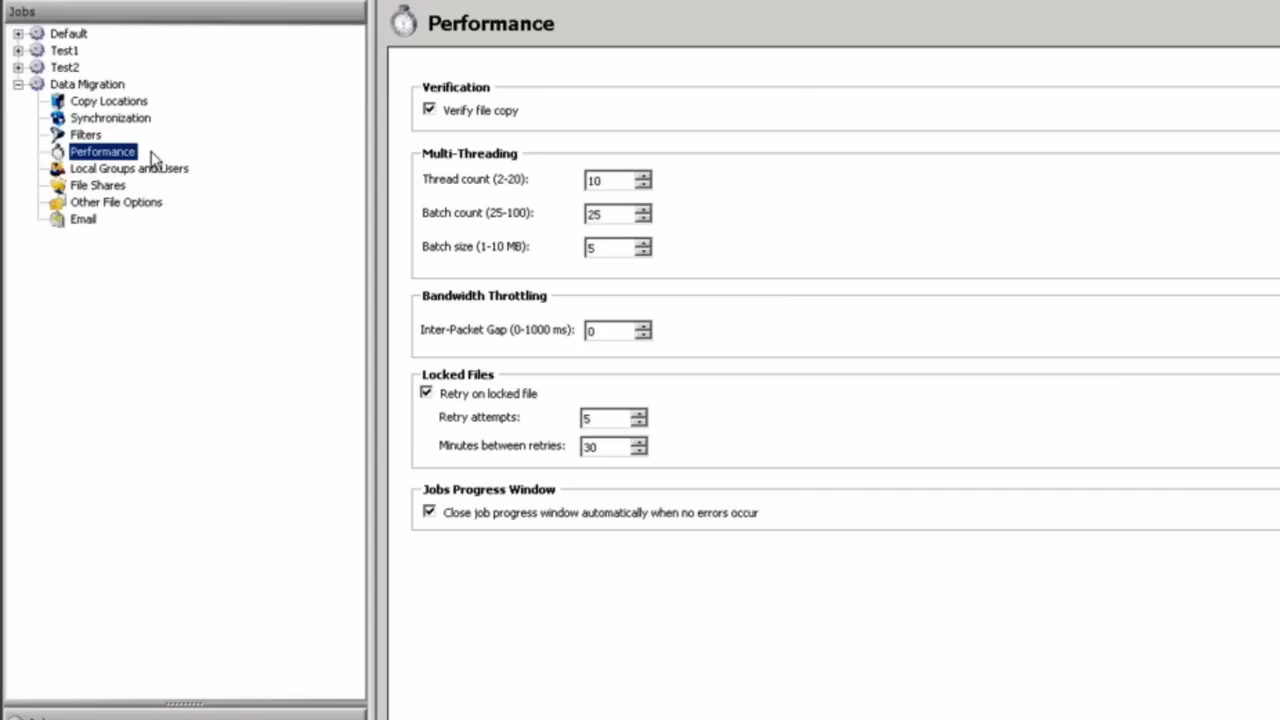 Jobs
Default
Test1
Test2
Data Migration
Copy Locations
Synchronization
Filters
Performance
Local Groups and Users
File Shares
Other File Options
Email
Performance
Verification
Verify file copy
Multi-Threading
Thread count (2-20): 10
Batch count (25-100): 25
Batch size (1-10 MB): 5
Bandwidth Throttling
Inter-Packet Gap (0-1000 ms): 0
Locked Files
Retry on locked file
Retry attempts: 5
Minutes between retries: 30
Jobs Progress Window
Close job progress window automatically when no errors occur